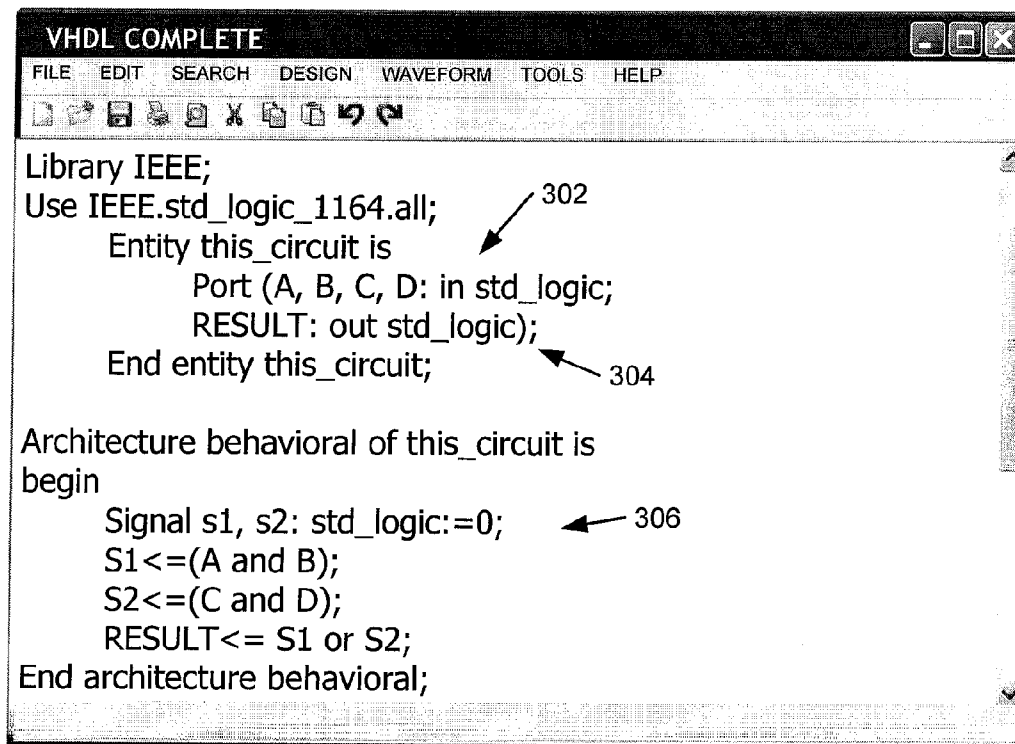 VHDL COMPLETE
FILE EDIT SEARCH DESIGN WAVEFORM TOOLS HELP
Library IEEE;
Use IEEE.std_logic_1164.all;
302
Entity this_circuit is
Port (A, B, C, D: in std_logic;
RESULT: out std_logic);
End entity this_circuit;
304
Architecture behavioral of this_circuit is
begin
Signal s1, s2: std_logic:=0;
306
S1<=(A and B);
S2<=(C and D);
RESULT<= S1 or S2;
End architecture behavioral;